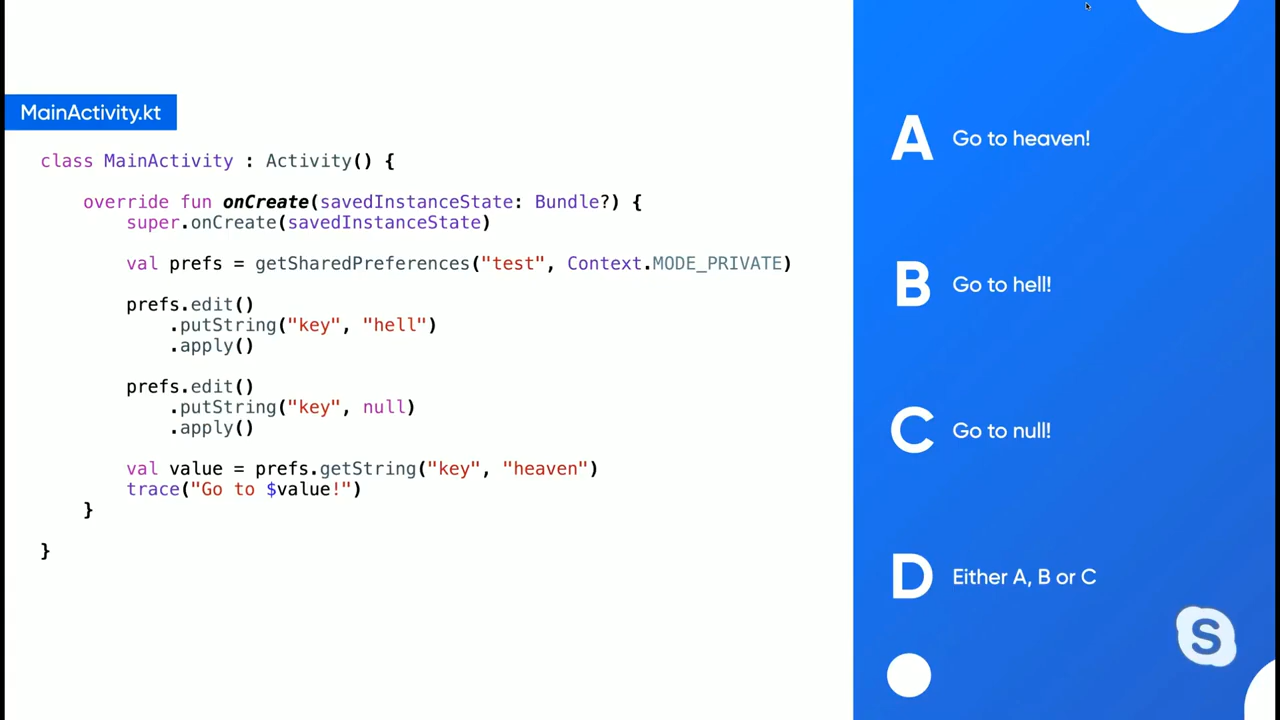 MainActivity.kt
class MainActivity : Activity() {
override fun onCreate(savedInstanceState: Bundle?) {
super.onCreate(savedInstanceState)
val prefs = getSharedPreferences("test", Context.MODE_PRIVATE)
prefs.edit()
.putString("key", "hell")
.apply()
prefs.edit()
.putString("key", null)
.apply()
val value = prefs.getString("key", "heaven")
trace("Go to $value!")
}
}
A Go to heaven!
B Go to hell!
C Go to null!
D Either A, B or C
S